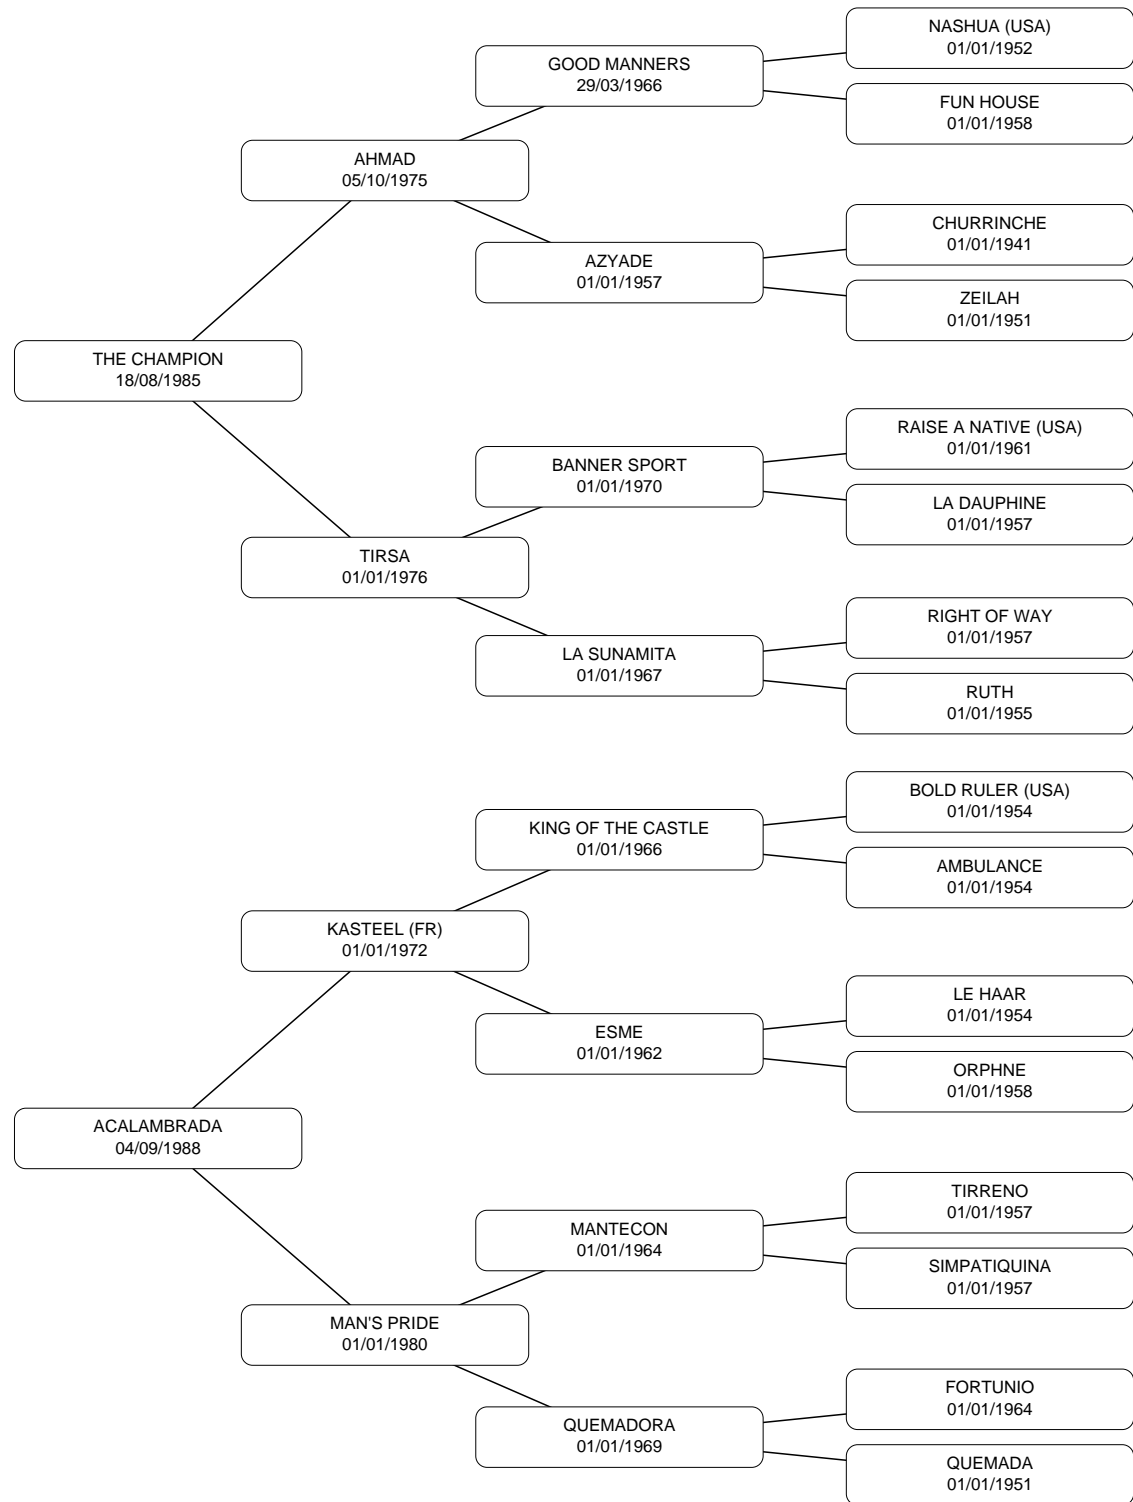 NASHUA (USA)
01/01/1952
GOOD MANNERS
29/03/1966
FUN HOUSE
01/01/1958
AHMAD
05/10/1975
CHURRINCHE
01/01/1941
AZYADE
01/01/1957
ZEILAH
01/01/1951
THE CHAMPION
18/08/1985
RAISE A NATIVE (USA)
01/01/1961
BANNER SPORT
01/01/1970
LA DAUPHINE
01/01/1957
TIRSA
01/01/1976
RIGHT OF WAY
01/01/1957
LA SUNAMITA
01/01/1967
RUTH
01/01/1955
BOLD RULER (USA)
01/01/1954
KING OF THE CASTLE
01/01/1966
AMBULANCE
01/01/1954
KASTEEL (FR)
01/01/1972
LE HAAR
01/01/1954
ESME
01/01/1962
ORPHNE
01/01/1958
ACALAMBRADA
04/09/1988
TIRRENO
01/01/1957
MANTECON
01/01/1964
SIMPATIQUINA
01/01/1957
MAN'S PRIDE
01/01/1980
FORTUNIO
01/01/1964
QUEMADORA
01/01/1969
QUEMADA
01/01/1951